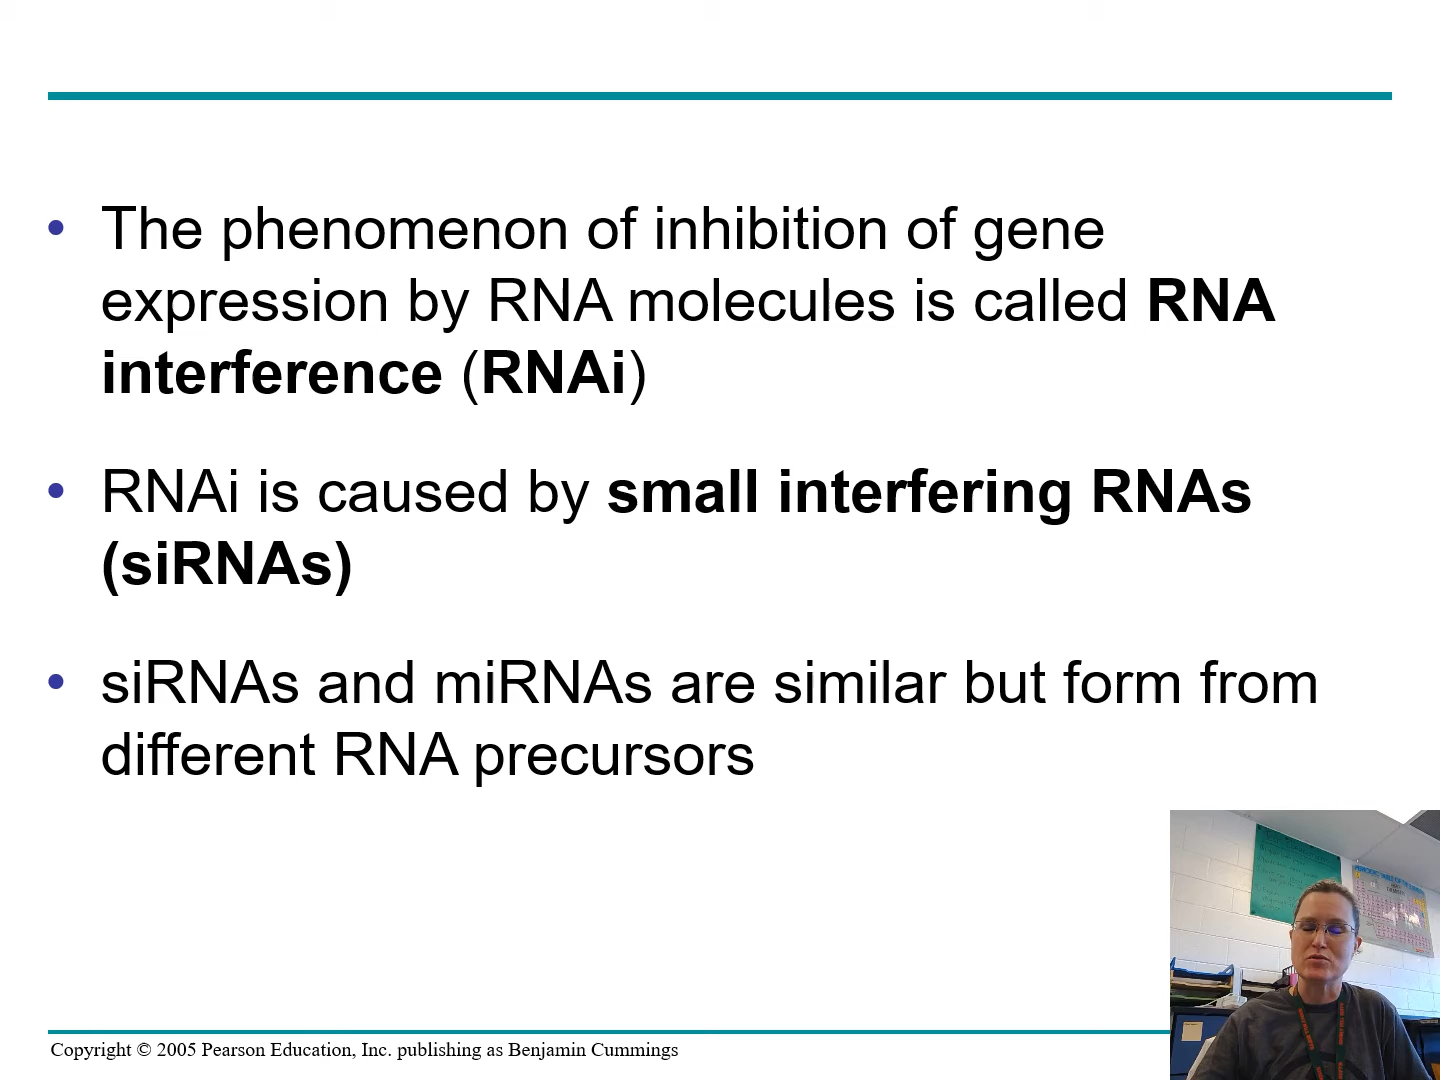 • The phenomenon of inhibition of gene
expression by RNA molecules is called RNA
interference (RNAi)
• RNAi is caused by small interfering RNAs
(siRNAs)
• siRNAs and miRNAs are similar but form from
different RNA precursors
Copyright © 2005 Pearson Education, Inc. publishing as Benjamin Cummings